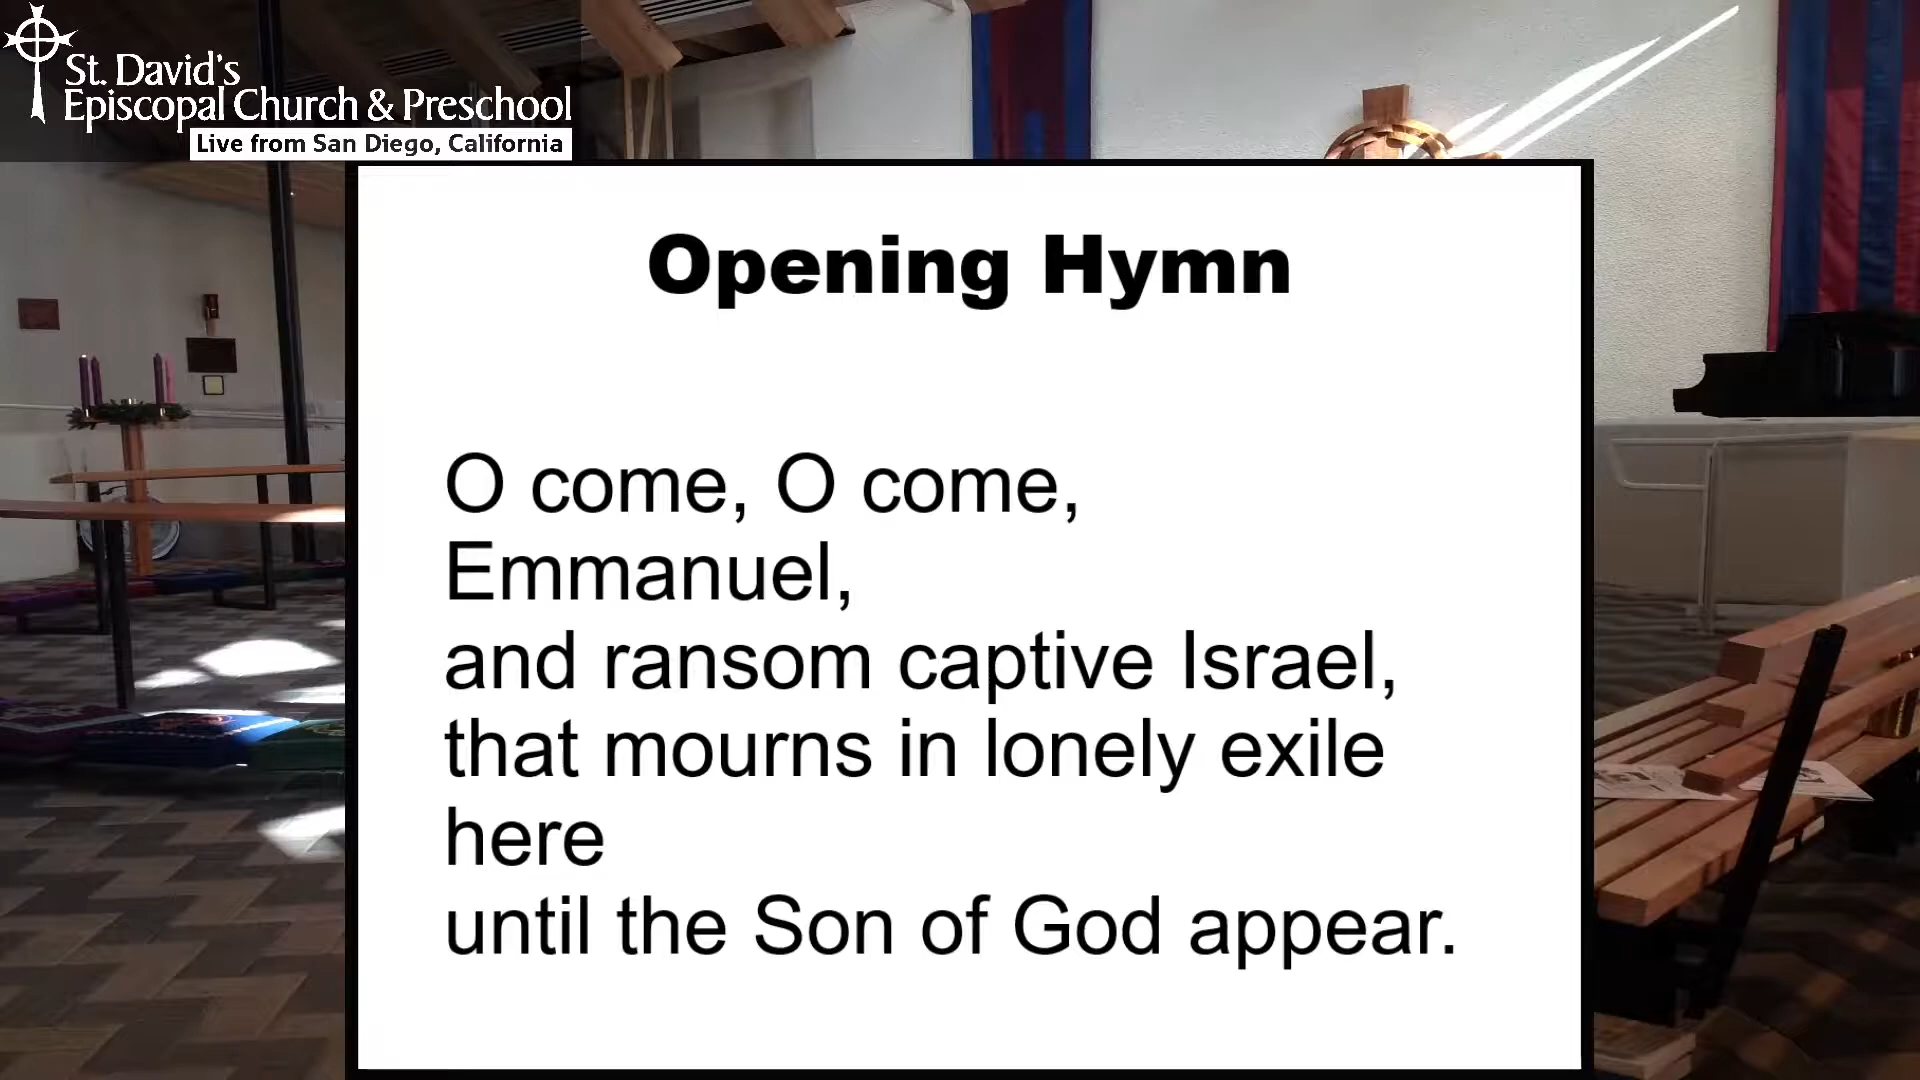 St. David's
Episcopal Church & Preschool
Live from San Diego, California
Opening Hymn
O come, O come,
Emmanuel,
and ransom captive Israel,
that mourns in lonely exile
here
until the Son of God appear.